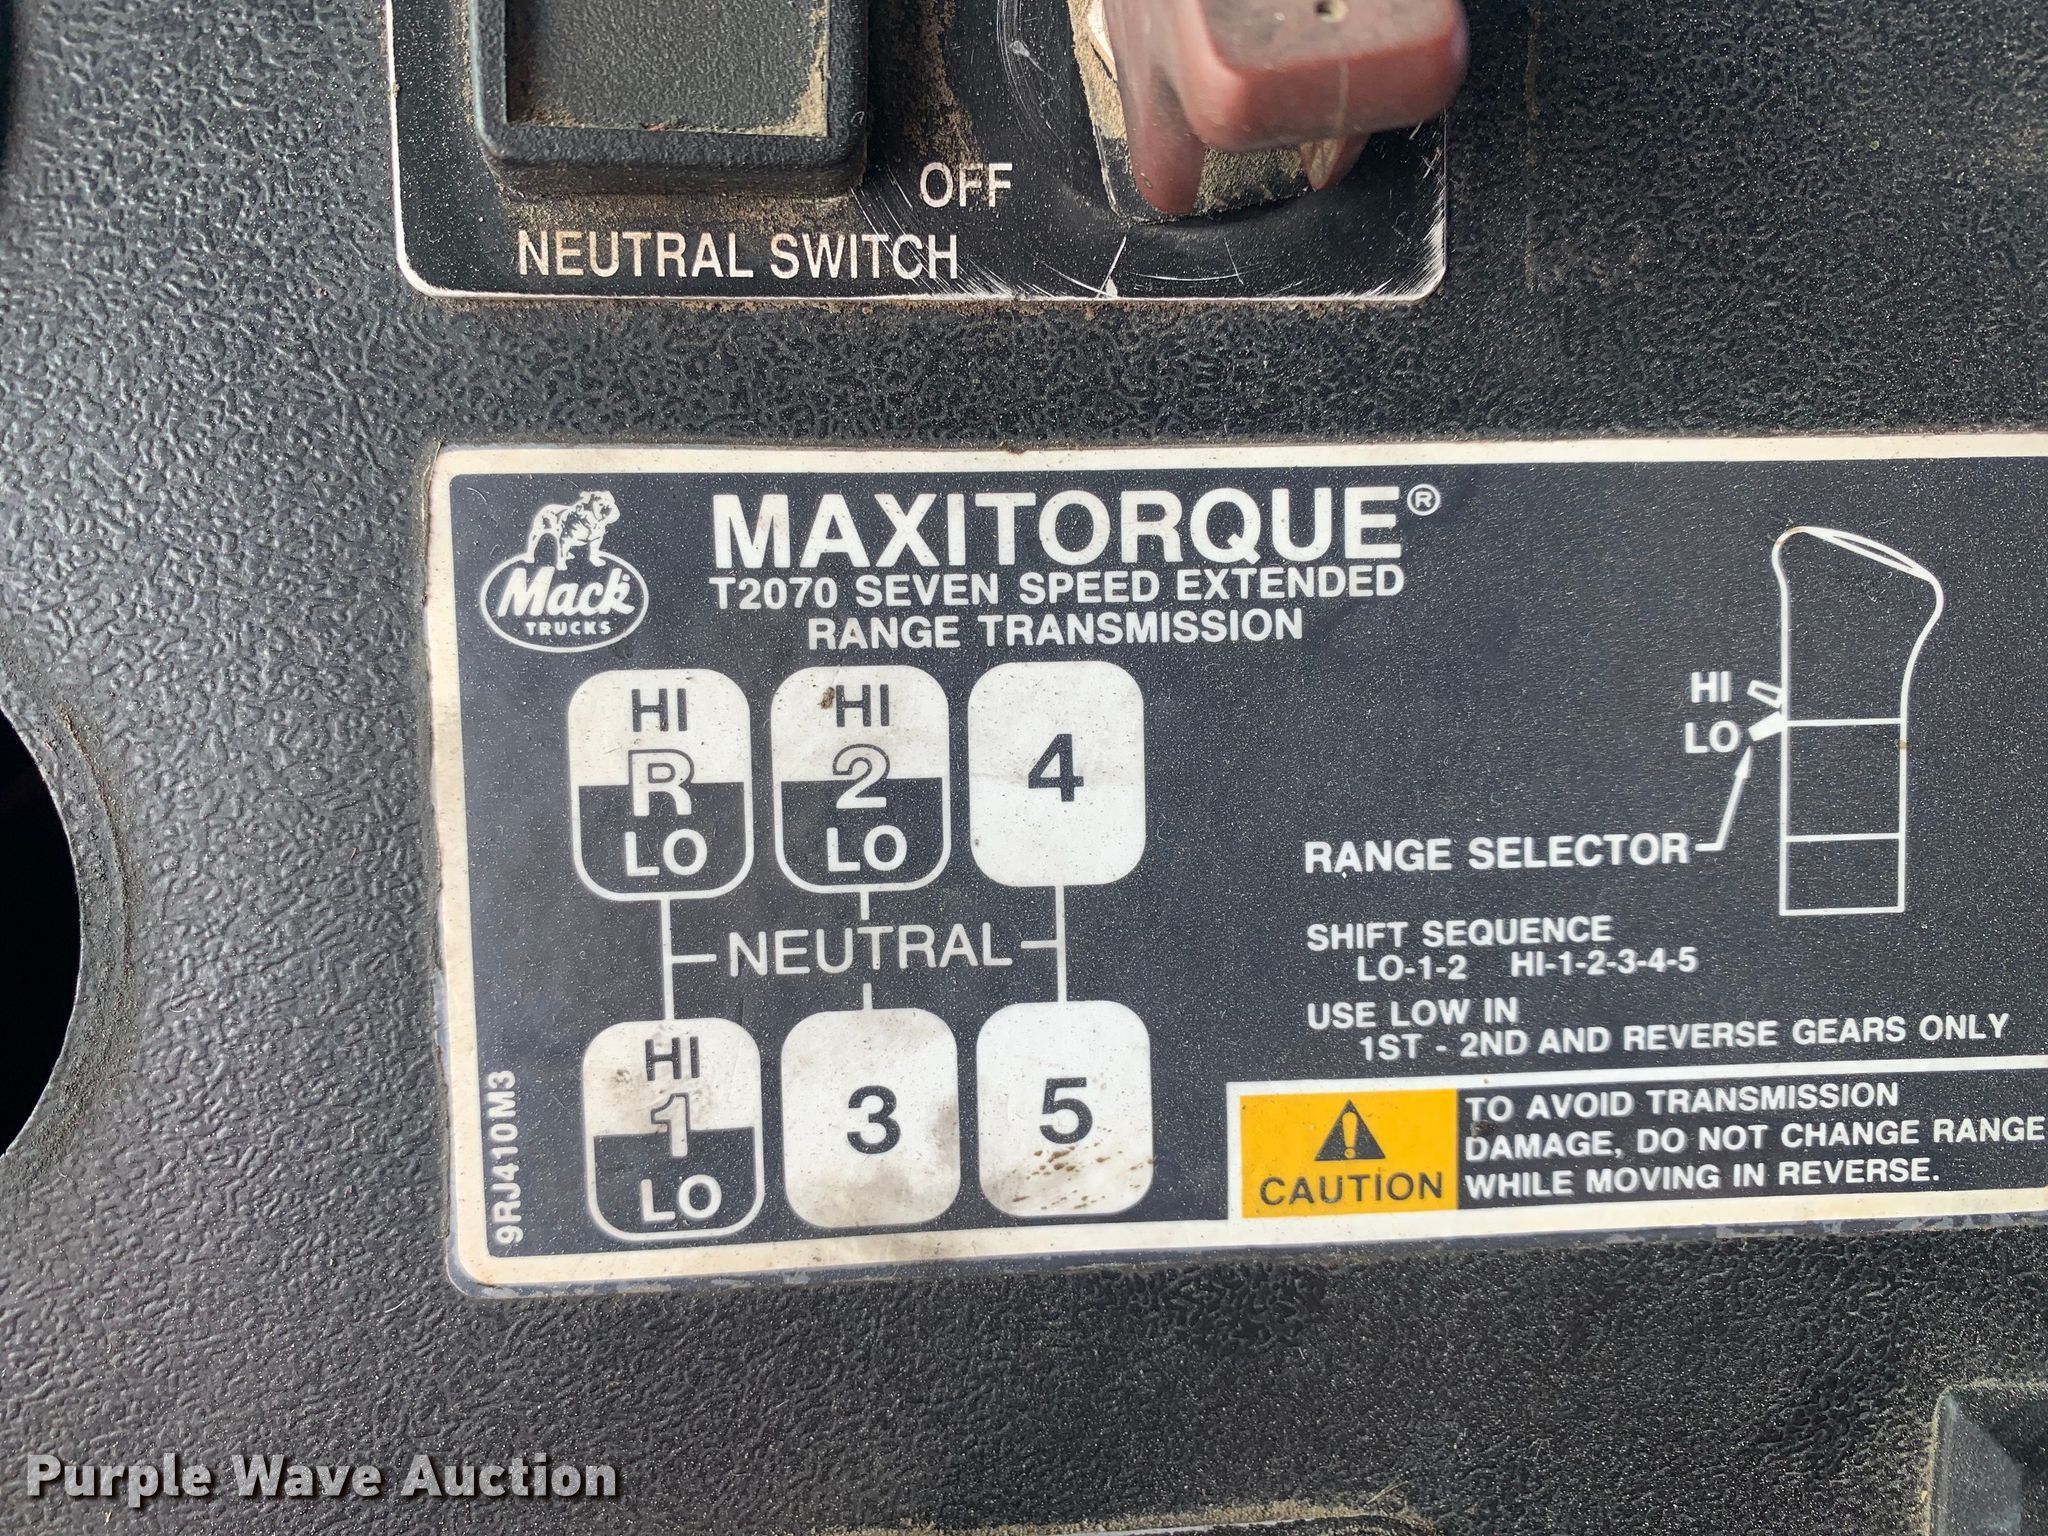 OFF
NEUTRAL SWITCH
Mack®
TRUCKS
MAXITORQUE®
T2070 SEVEN SPEED EXTENDED
RANGE TRANSMISSION
HI
R
LO
HI
2
LO
4
NEUTRAL
HI
1
LO
3
5
9RJ410M3
HI
LO
RANGE SELECTOR
SHIFT SEQUENCE
LO-1-2 HI-1-2-3-4-5
USE LOW IN
1ST - 2ND AND REVERSE GEARS ONLY
CAUTION
TO AVOID TRANSMISSION
DAMAGE, DO NOT CHANGE RANGE
WHILE MOVING IN REVERSE.
Purple Wave Auction